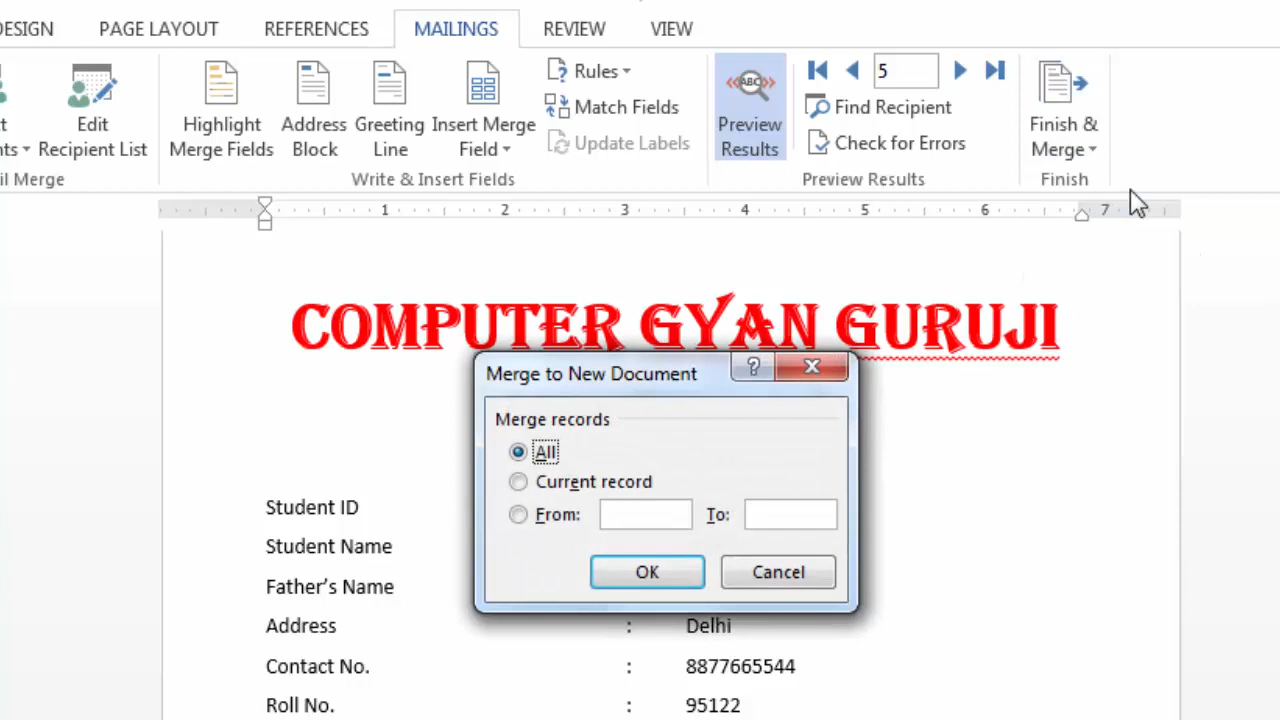 DESIGN PAGE LAYOUT REFERENCES MAILINGS REVIEW VIEW
Edit
Recipient List
Highlight
Merge Fields
Address
Block
Greeting
Line
Insert Merge
Field
Rules
Match Fields
Update Labels
Preview
Results
ABC
5
Find Recipient
Check for Errors
Finish &
Merge
Write & Insert Fields
Preview Results
Finish
1 2 3 4 5 6 7
COMPUTER GYAN GURUJI
Merge to New Document
?
Merge records
All
Current record
From: To:
OK Cancel
Student ID
Student Name
Father’s Name
Address : Delhi
Contact No. : 8877665544
Roll No. : 95122